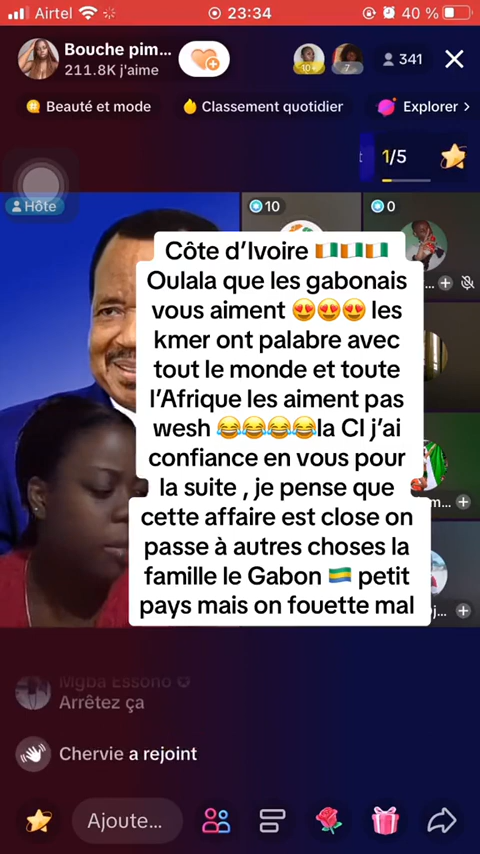 Airtel
23:34
40 %
Bouche pim...
211.8K j'aime
10+
7
341
Beauté et mode
Classement quotidien
Explorer >
1/5
Hôte
10
0
Côte d'Ivoire 🇨🇮🇨🇮🇨🇮
Oulala que les gabonais
vous aiment 😍😍😍 les
kmer ont palabre avec
tout le monde et toute
l'Afrique les aiment pas
wesh 😂😂😂😂la CI j'ai
confiance en vous pour
la suite , je pense que
cette affaire est close on
passe à autres choses la
famille le Gabon 🇬🇦 petit
pays mais on fouette mal
Mgba Essono
Arrêtez ça
Chervie a rejoint
Ajoute...